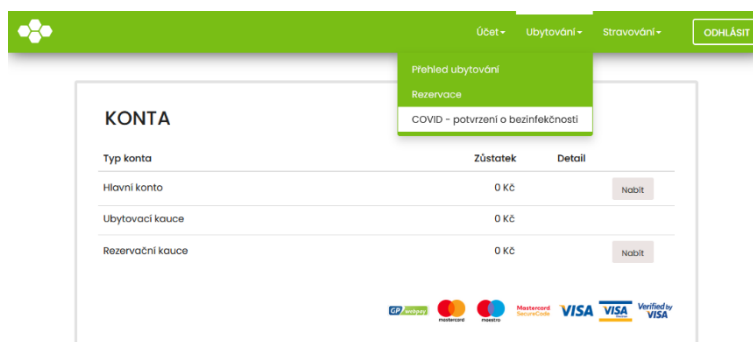 Účet Ubytování Stravování ODHLÁSIT
Přehled ubytování
Rezervace
COVID - potvrzení o bezinfekčnosti
KONTA
Typ konta Zůstatek Detail
Hlavní konto 0 Kč Nabít
Ubytovací kauce 0 Kč
Rezervační kauce 0 Kč Nabít
GP webpay mastercard maestro Mastercard SecureCode VISA VISA Verified by VISA